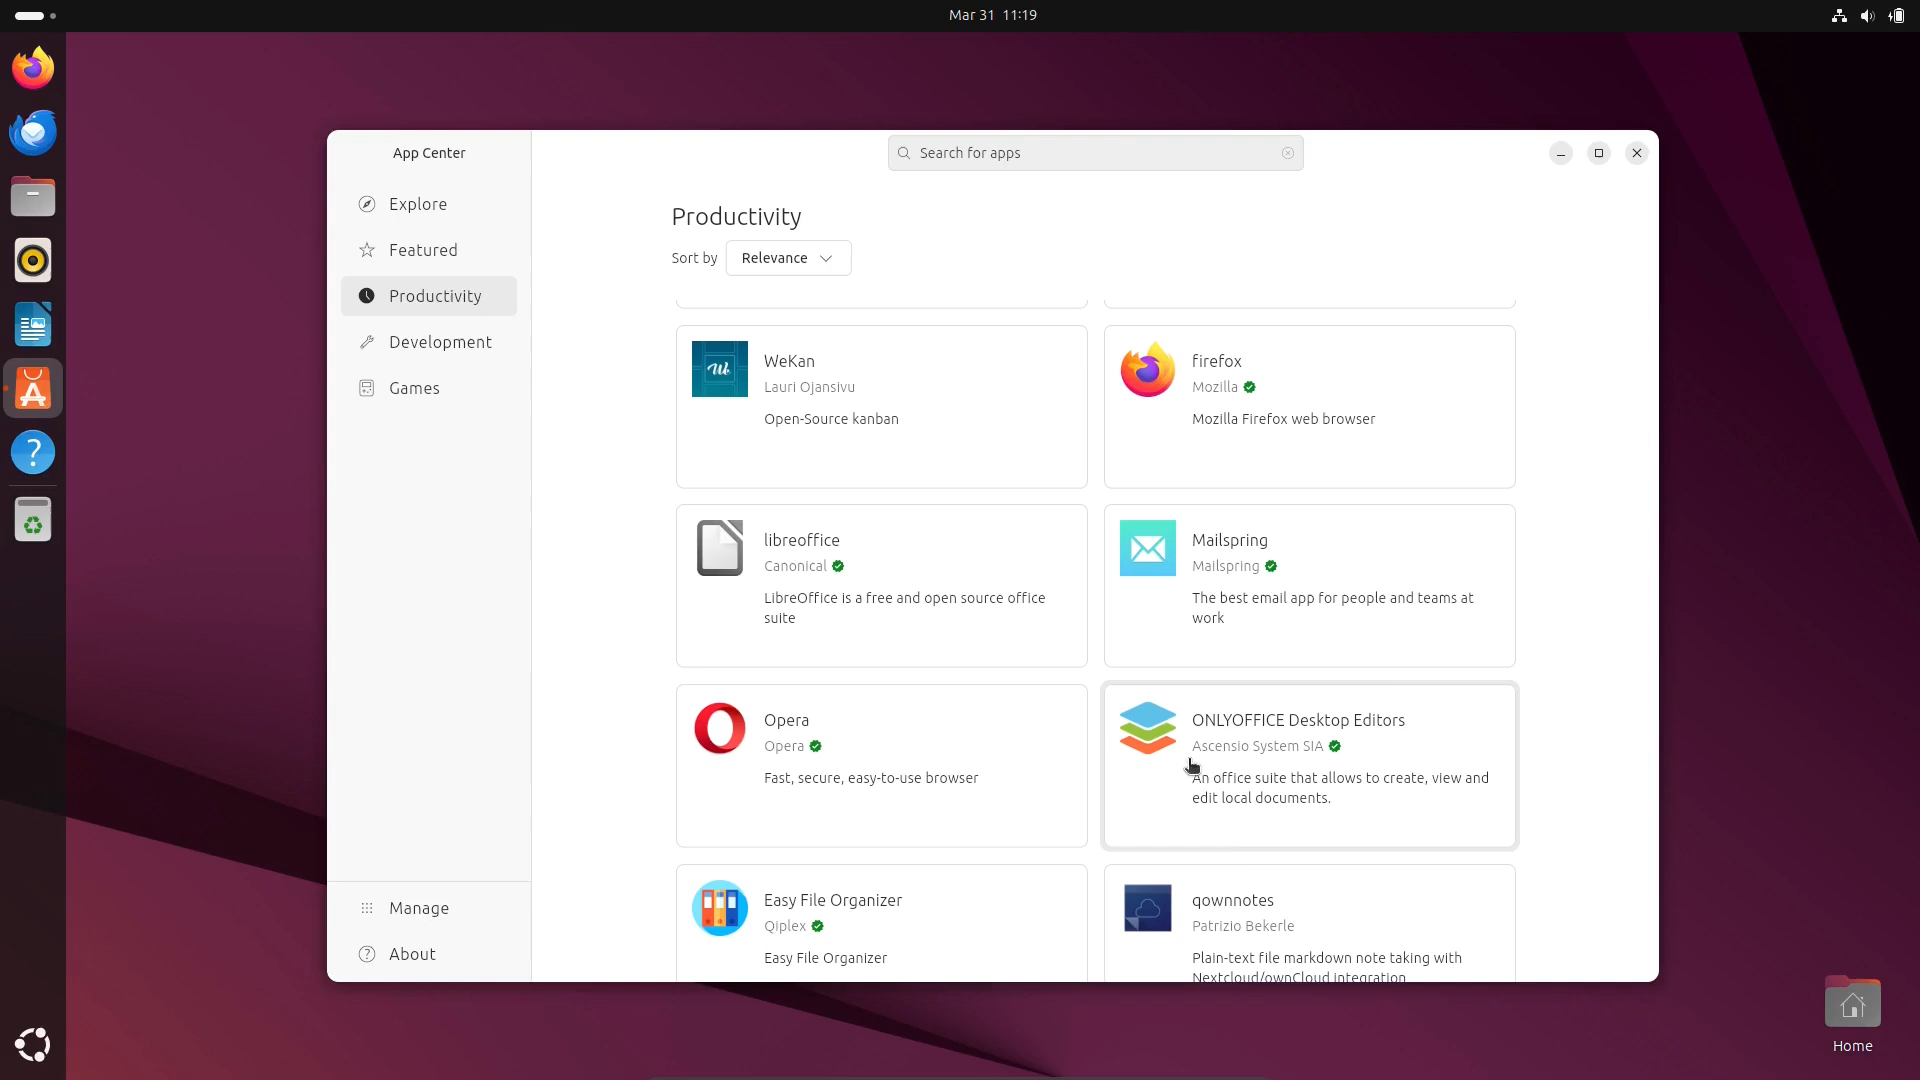 Mar 31 11:19
App Center
Search for apps
Explore
Featured
Productivity
Development
Games
Manage
About
Productivity
Sort by
Relevance
WeKan
Lauri Ojansivu
Open-Source kanban
firefox
Mozilla
Mozilla Firefox web browser
libreoffice
Canonical
LibreOffice is a free and open source office
suite
Mailspring
Mailspring
The best email app for people and teams at
work
Opera
Opera
Fast, secure, easy-to-use browser
ONLYOFFICE Desktop Editors
Ascensio System SIA
An office suite that allows to create, view and
edit local documents.
Easy File Organizer
Qiplex
Easy File Organizer
qownnotes
Patrizio Bekerle
Plain-text file markdown note taking with
Nextcloud/ownCloud integration
Home